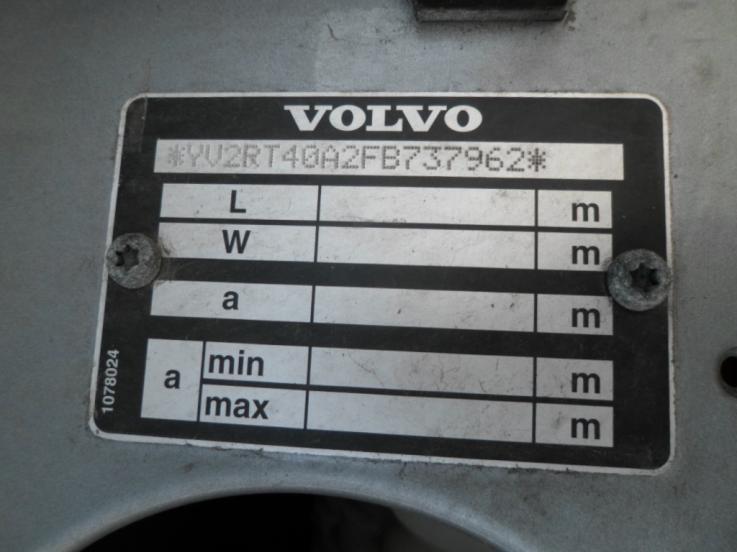 VOLVO
*YV2RT40A2FB737962*
L m
W m
a m
a min m
max m
1078024